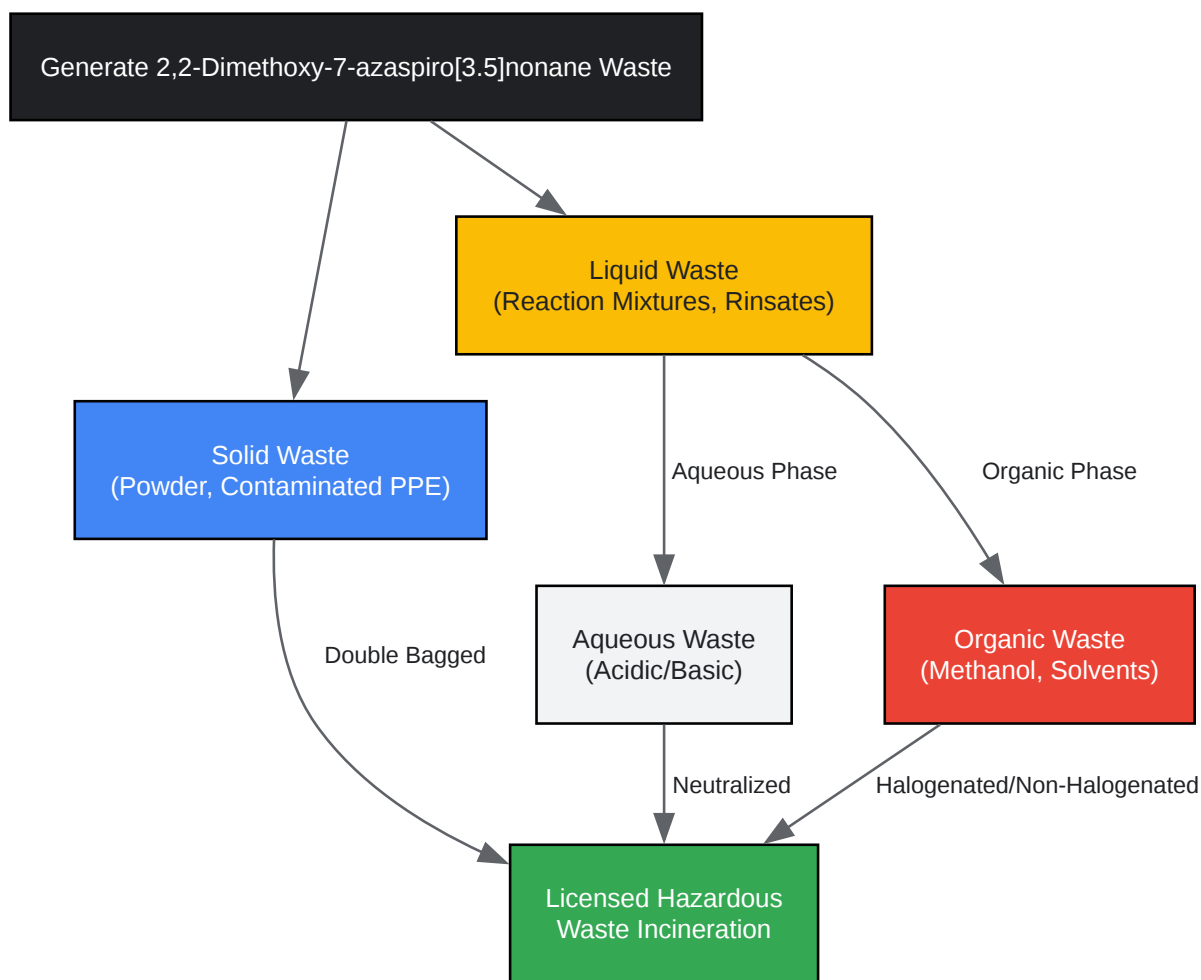 Generate 2,2-Dimethoxy-7-azaspiro[3.5]nonane Waste
Liquid Waste
(Reaction Mixtures, Rinsates)
Solid Waste
(Powder, Contaminated PPE)
Aqueous Phase
Organic Phase
Double Bagged
Aqueous Waste
(Acidic/Basic)
Organic Waste
(Methanol, Solvents)
Neutralized
Halogenated/Non-Halogenated
Licensed Hazardous
Waste Incineration